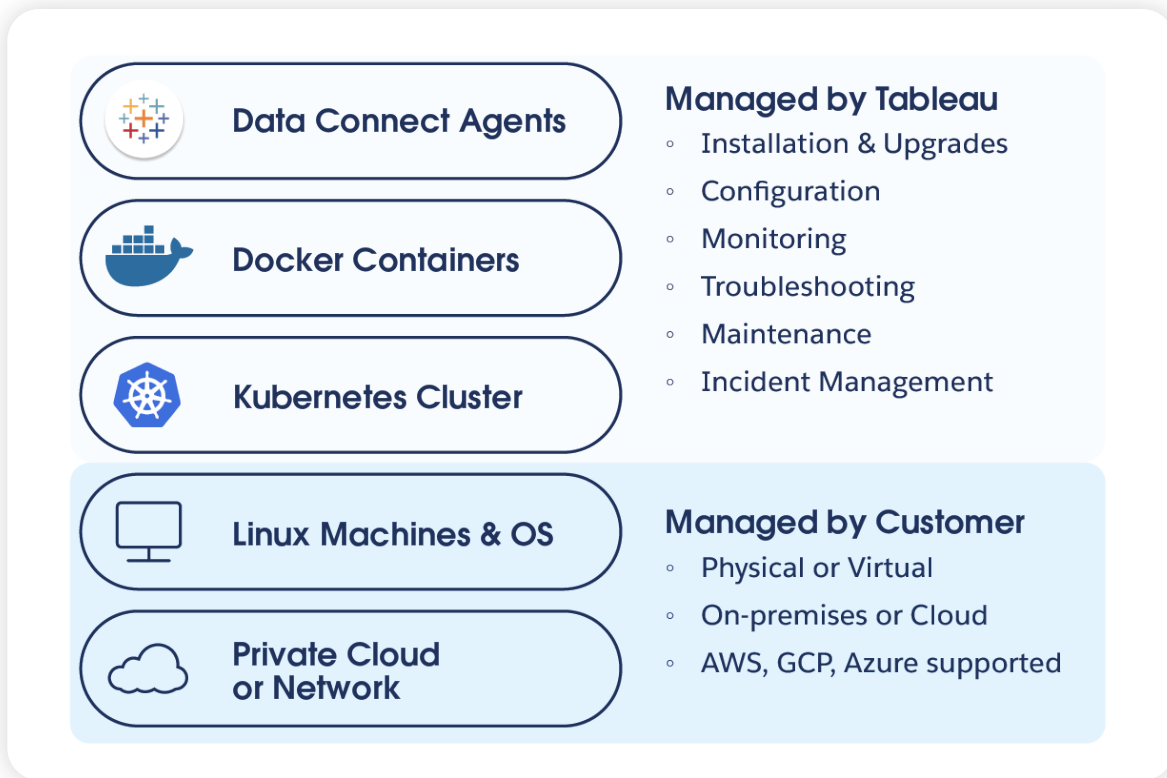 Data Connect Agents
Docker Containers
Kubernetes Cluster
Managed by Tableau
Installation & Upgrades
Configuration
Monitoring
Troubleshooting
Maintenance
Incident Management
Linux Machines & OS
Private Cloud
or Network
Managed by Customer
Physical or Virtual
On-premises or Cloud
AWS, GCP, Azure supported